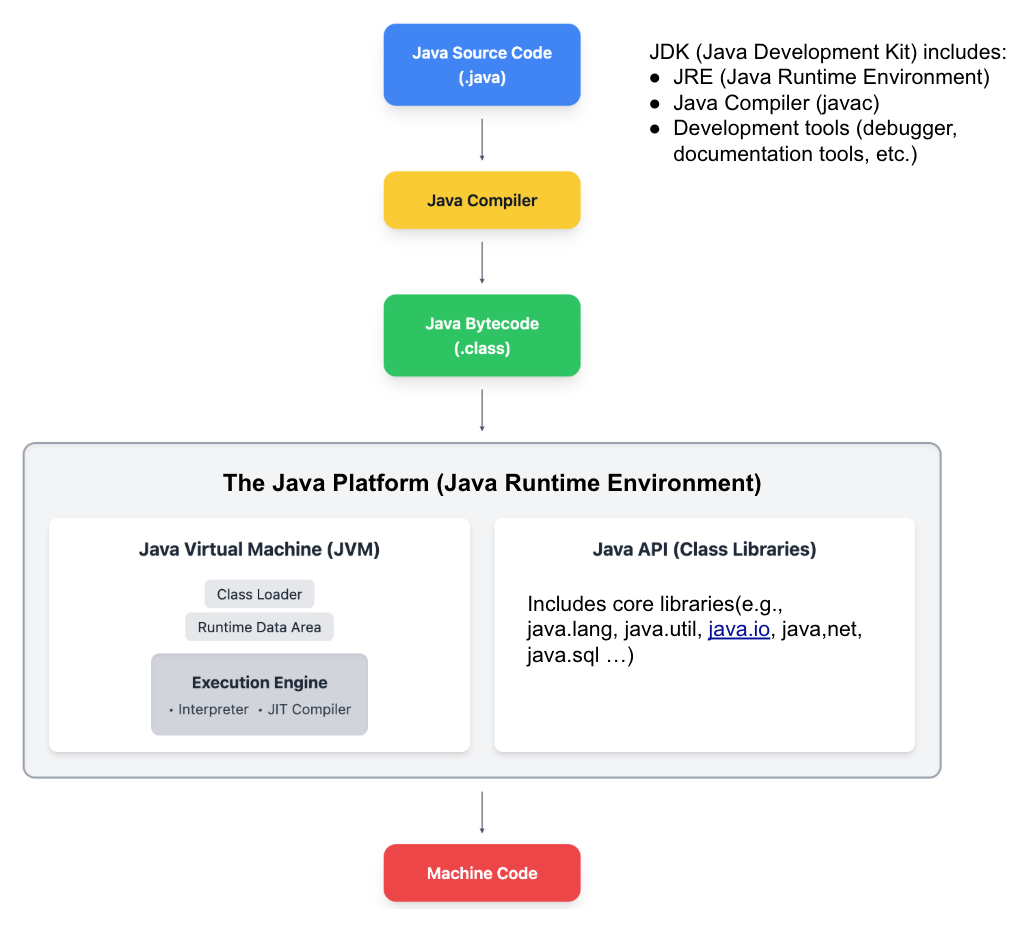 Java Source Code
(.java)
JDK (Java Development Kit) includes:
● JRE (Java Runtime Environment)
● Java Compiler (javac)
● Development tools (debugger,
documentation tools, etc.)
Java Compiler
Java Bytecode
(.class)
The Java Platform (Java Runtime Environment)
Java Virtual Machine (JVM)
Class Loader
Runtime Data Area
Execution Engine
• Interpreter • JIT Compiler
Java API (Class Libraries)
Includes core libraries(e.g.,
java.lang, java.util, java.io, java,net,
java.sql …)
Machine Code